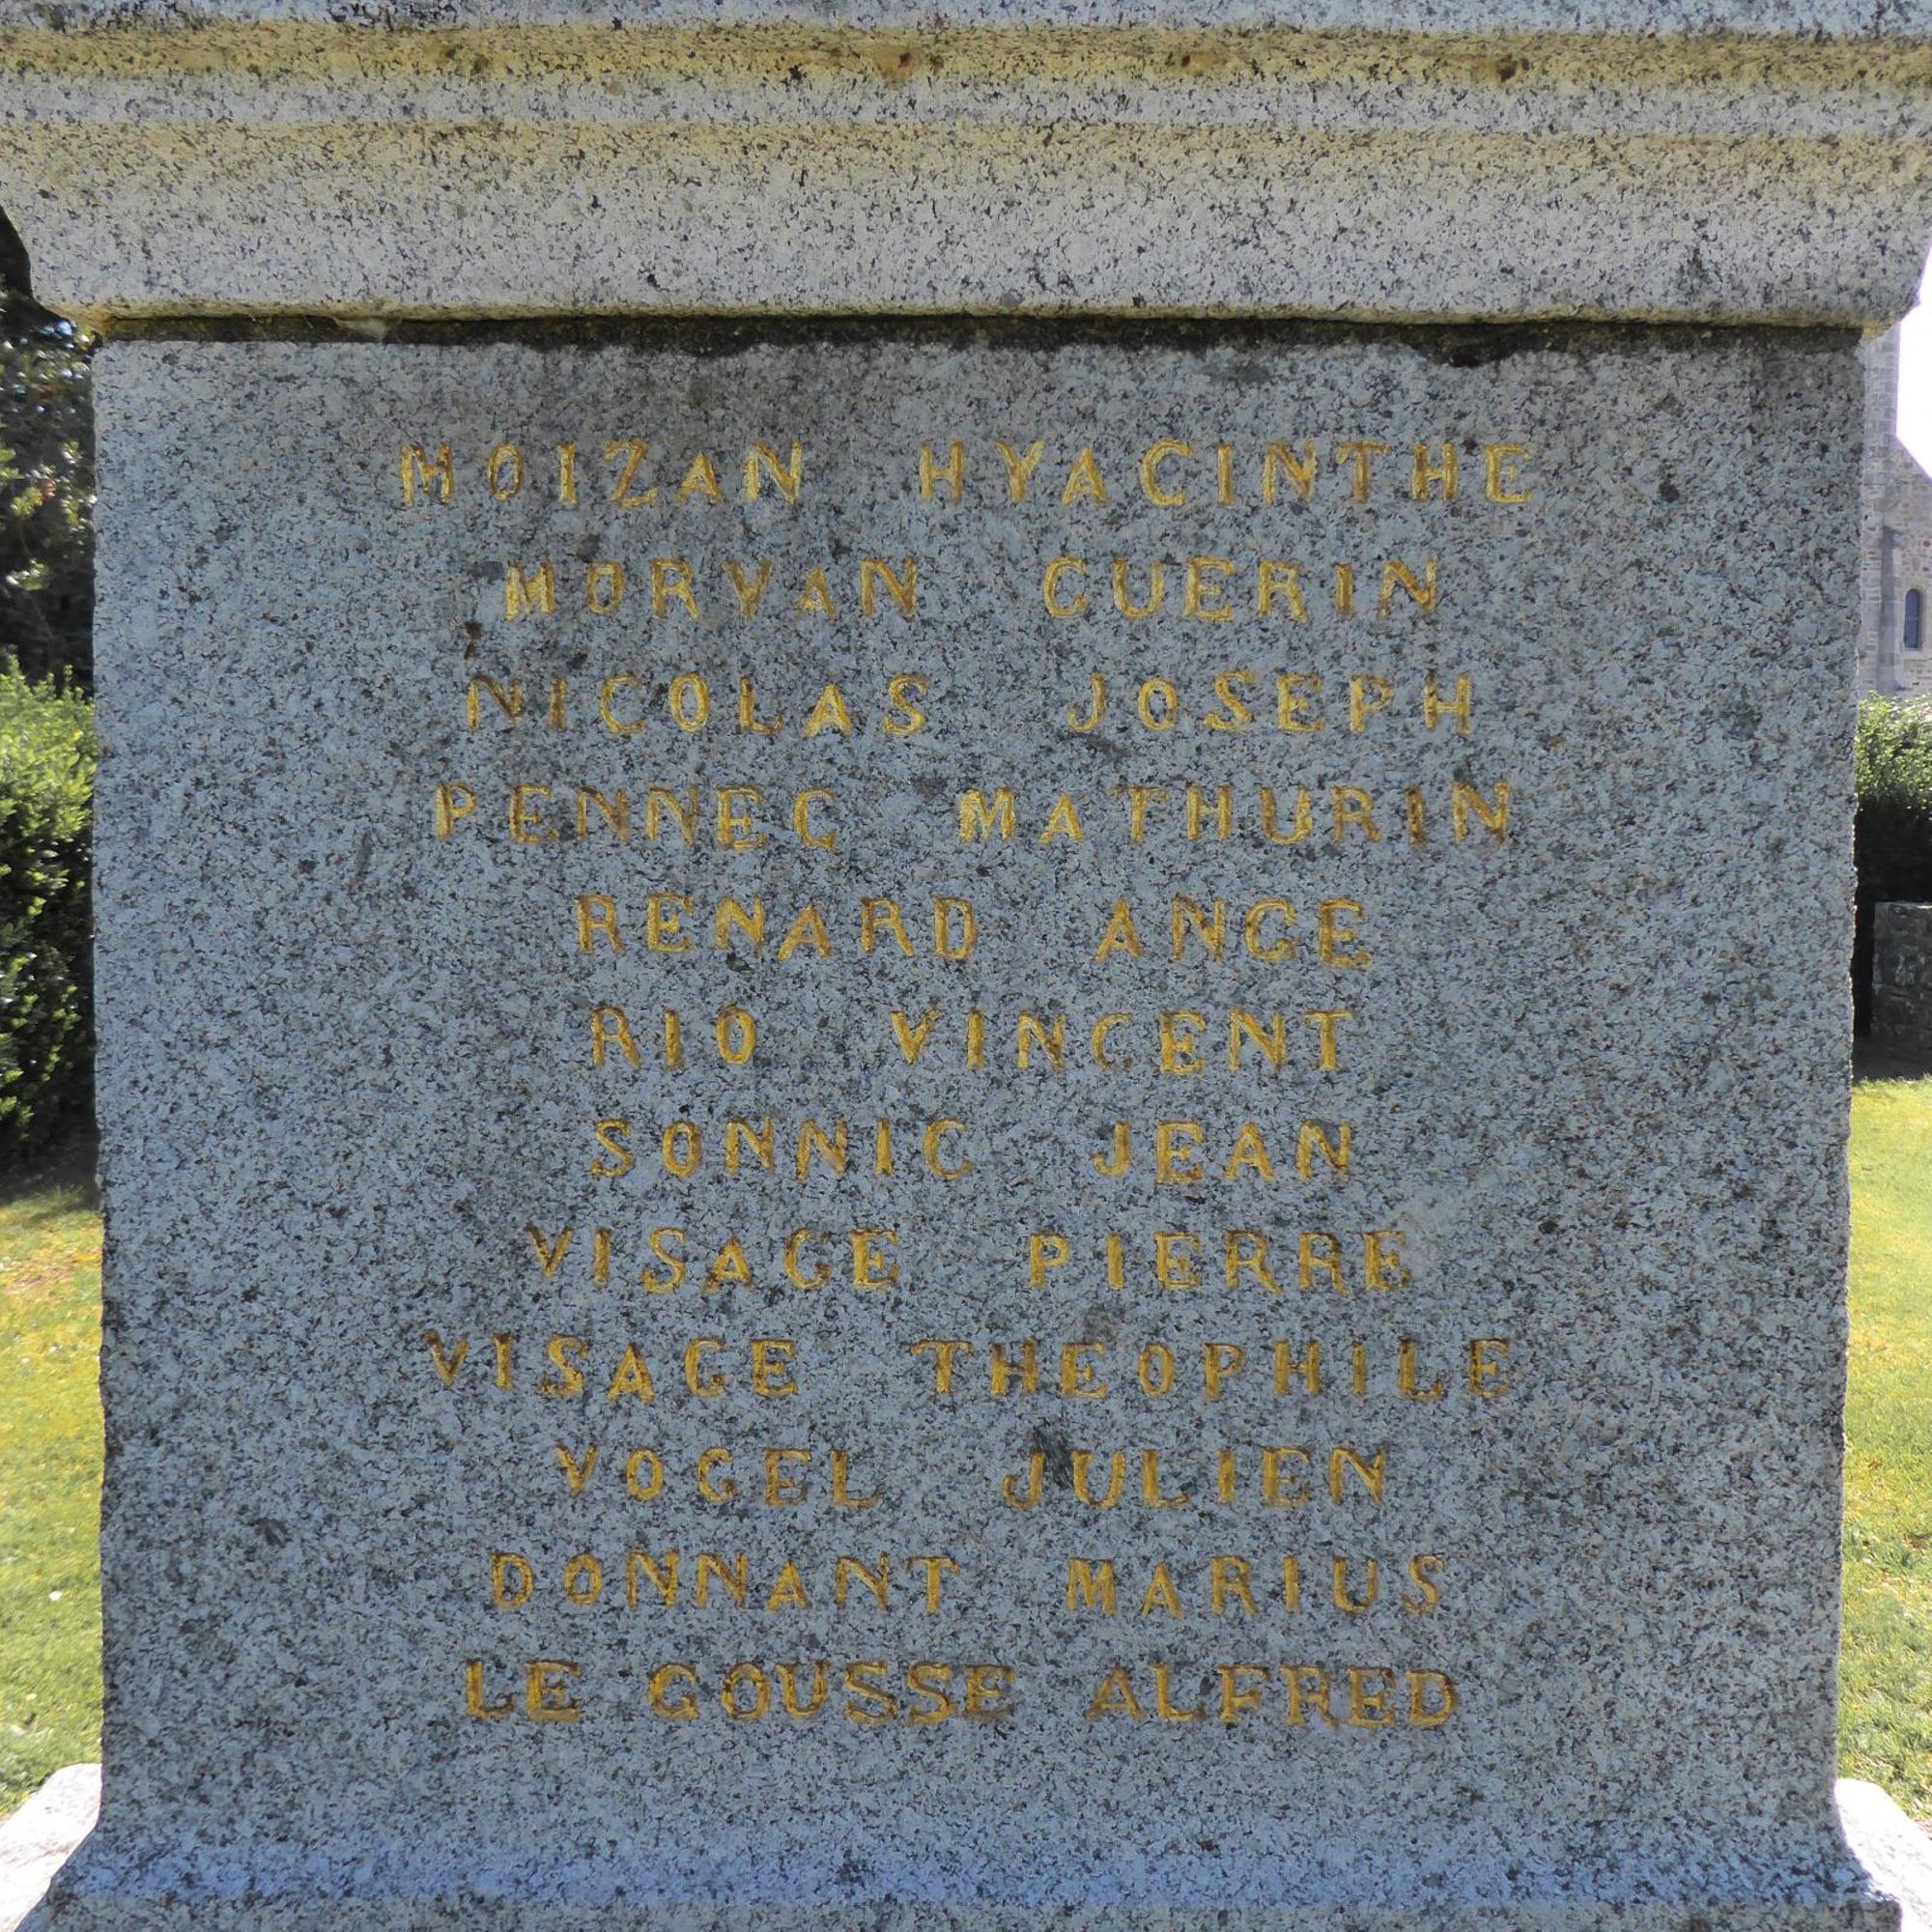 MOIZAN HYACINTHE
MORVAN GUERIN
NICOLAS JOSEPH
PENNEC MATHURIN
RENARD ANGE
RIO VINCENT
SONNIC JEAN
VISAGE PIERRE
VISAGE THEOPHILE
VOGEL JULIEN
DONNANT MARIUS
LE GOUSSE ALFRED